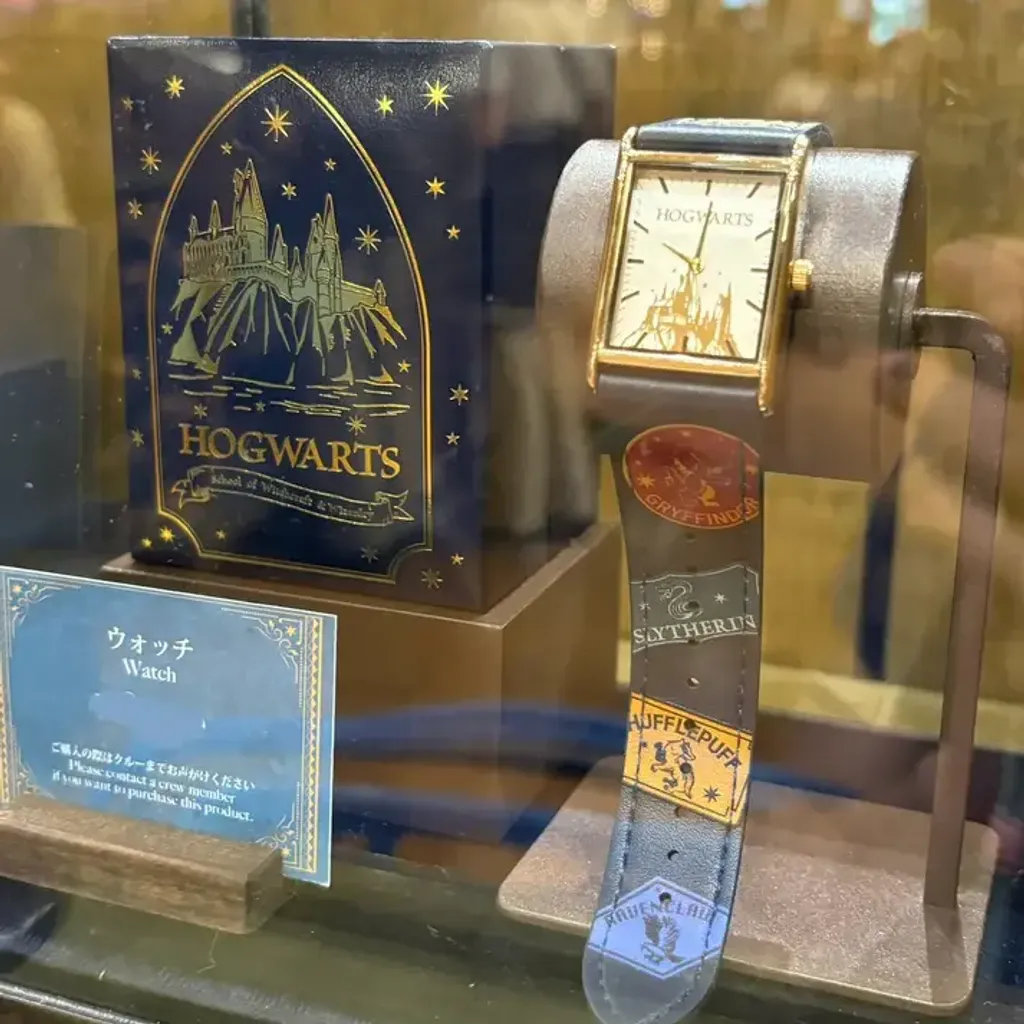 HOGWARTS
School of Witchcraft & Wizardry
HOGWARTS
GRYFFINDOR
SLYTHERIN
HUFFLEPUFF
RAVENCLAW
ウォッチ
Watch
ご購入の際はクルーまでお声がけください
Please contact a crew member
if you want to purchase this product.